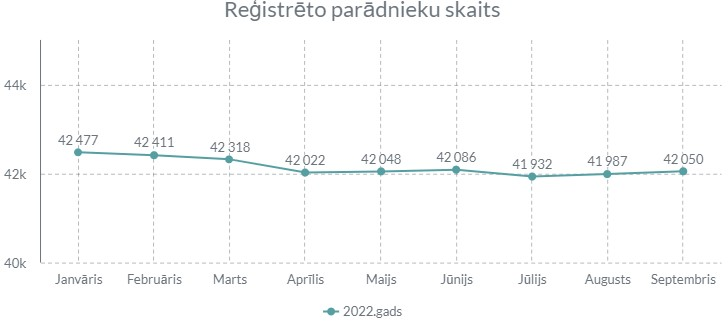 Reģistrēto parādnieku skaits
44k
42 477
42 411
42 318
42 022
42 048
42 086
41 932
41 987
42 050
42k
40k
Janvāris Februāris Marts Aprīlis Maijs Jūnijs Jūlijs Augusts Septembris
2022.gads